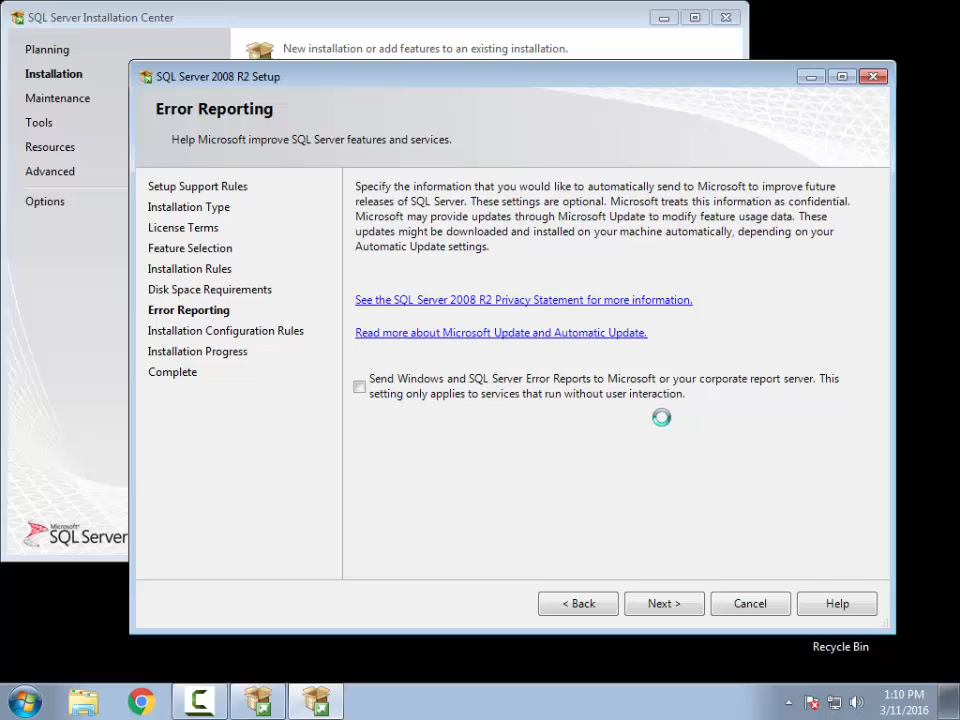 SQL Server Installation Center
Planning
Installation
Maintenance
Tools
Resources
Advanced
Options
New installation or add features to an existing installation.
Microsoft
SQL Server
SQL Server 2008 R2 Setup
Error Reporting
Help Microsoft improve SQL Server features and services.
Setup Support Rules
Installation Type
License Terms
Feature Selection
Installation Rules
Disk Space Requirements
Error Reporting
Installation Configuration Rules
Installation Progress
Complete
Specify the information that you would like to automatically send to Microsoft to improve future
releases of SQL Server. These settings are optional. Microsoft treats this information as confidential.
Microsoft may provide updates through Microsoft Update to modify feature usage data. These
updates might be downloaded and installed on your machine automatically, depending on your
Automatic Update settings.
See the SQL Server 2008 R2 Privacy Statement for more information.
Read more about Microsoft Update and Automatic Update.
Send Windows and SQL Server Error Reports to Microsoft or your corporate report server. This
setting only applies to services that run without user interaction.
< Back
Next >
Cancel
Help
Recycle Bin
1:10 PM
3/11/2016